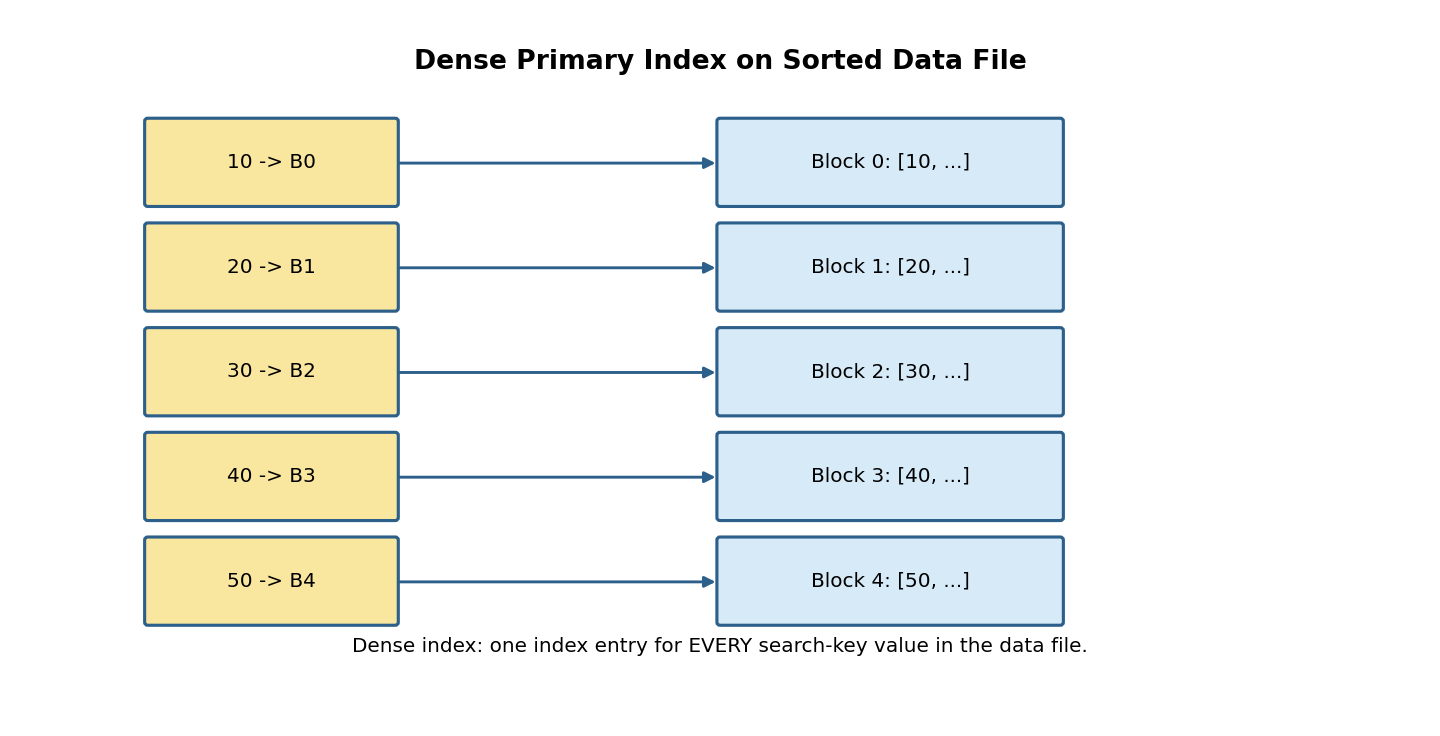 Dense Primary Index on Sorted Data File
10 -> B0
Block 0: [10, ...]
20 -> B1
Block 1: [20, ...]
30 -> B2
Block 2: [30, ...]
40 -> B3
Block 3: [40, ...]
50 -> B4
Block 4: [50, ...]
Dense index: one index entry for EVERY search-key value in the data file.